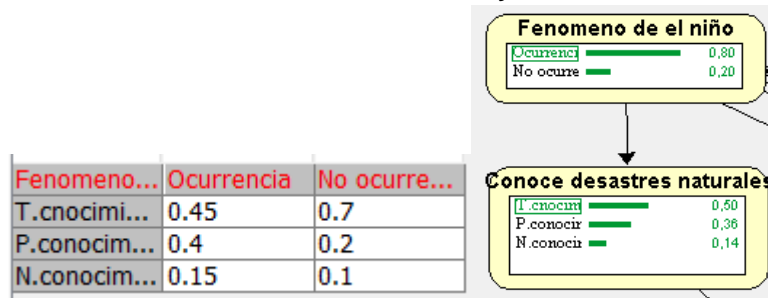 Fenomeno de el niño
Ocurrenci 0,80
No ocurre 0,20
Fenomeno... Ocurrencia No ocurre...
T.cnocimi... 0.45 0.7
P.conocim... 0.4 0.2
N.conocim... 0.15 0.1
Conoce desastres naturales
T.cnocim 0,50
P.conocir 0,36
N.conocir 0,14